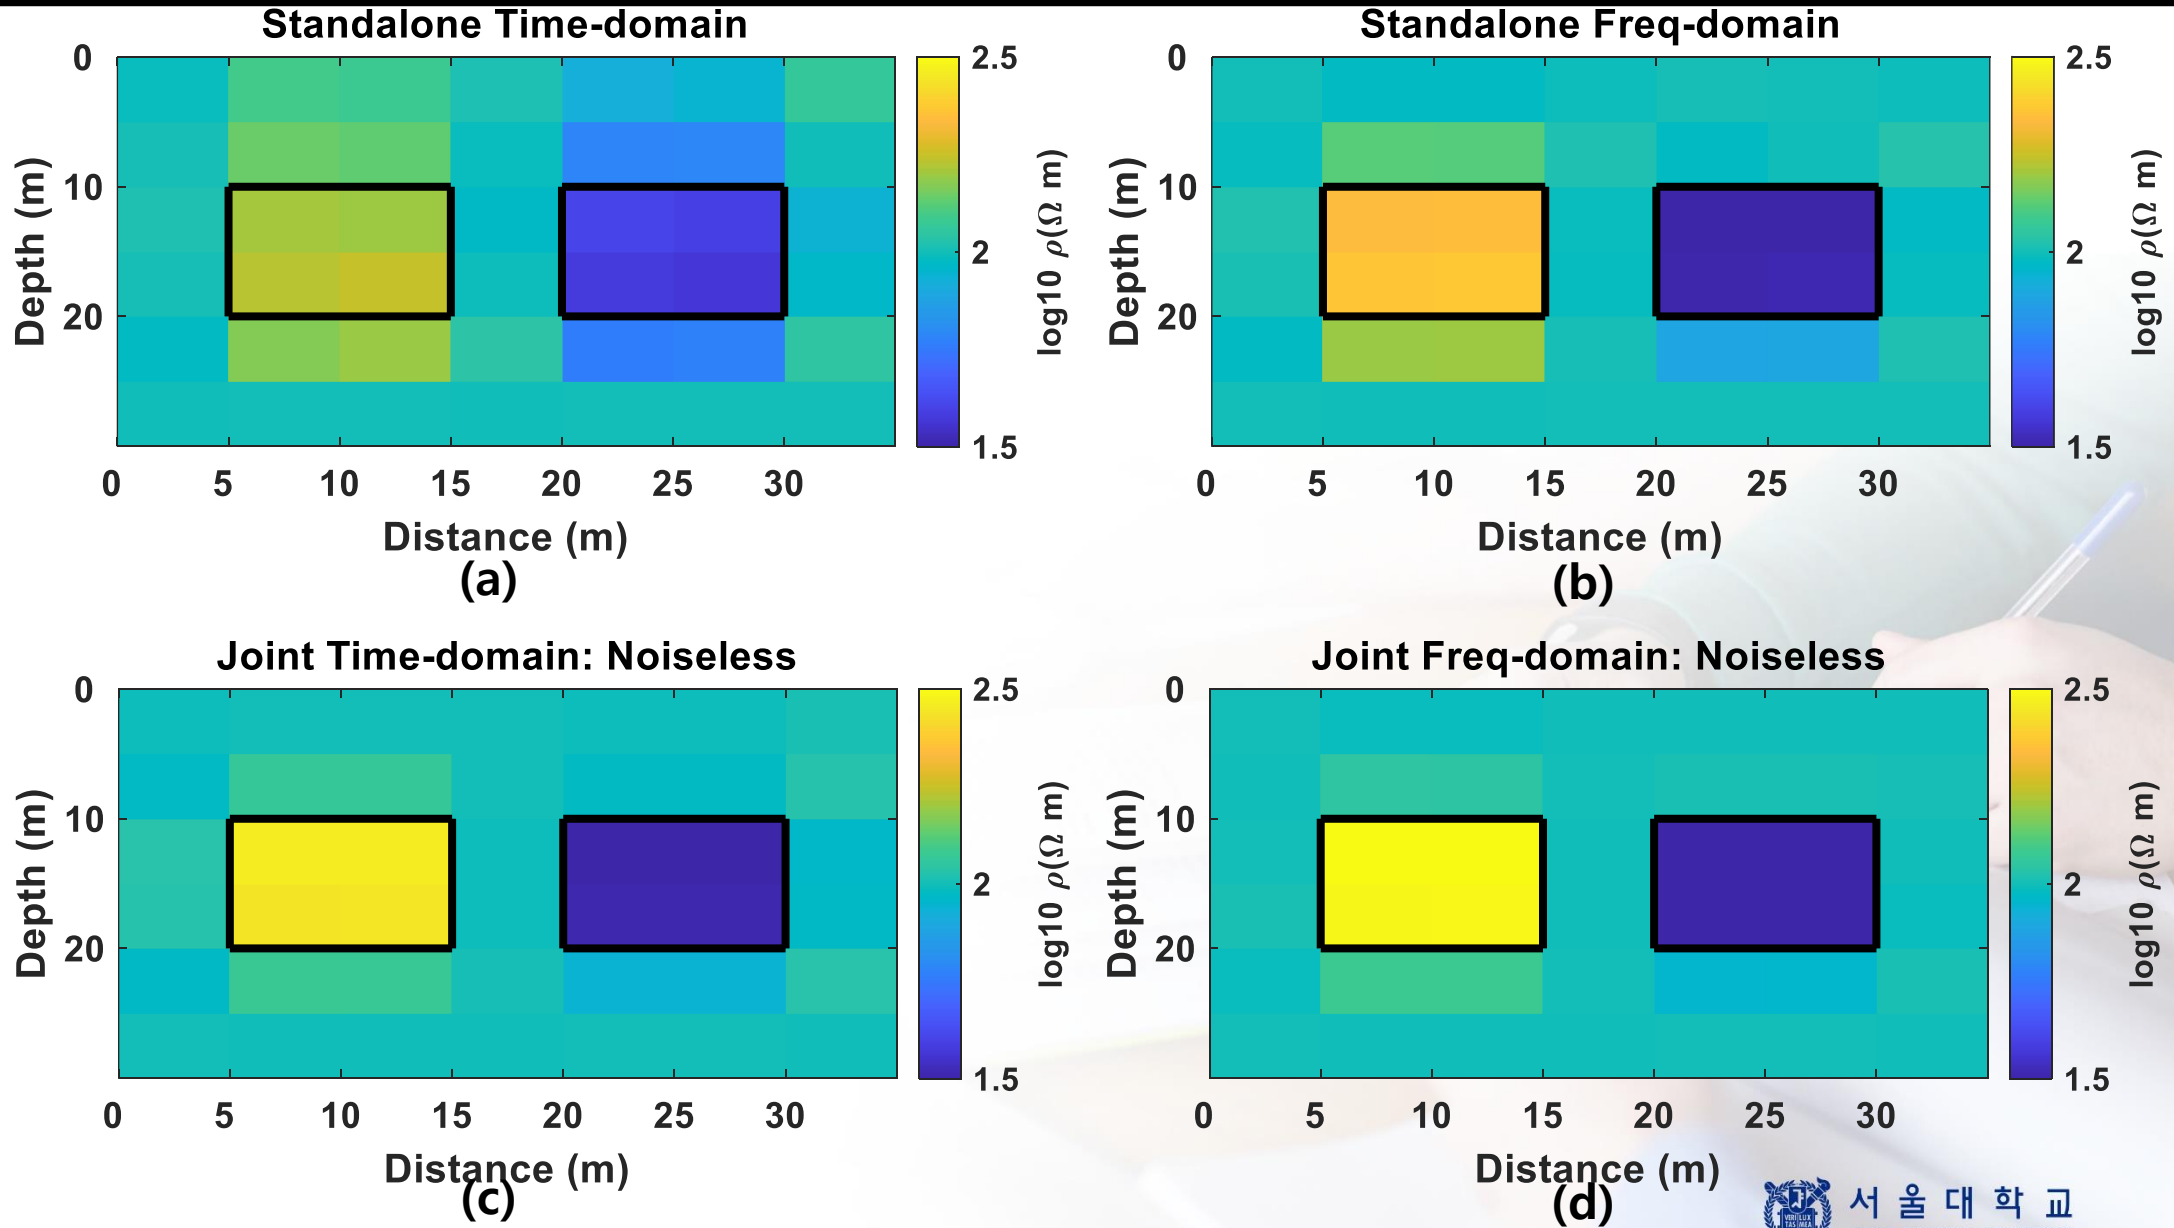 Standalone Time-domain
0
10
20
Depth (m)
0 5 10 15 20 25 30
Distance (m)
2.5
2
1.5
log10 ρ(Ω m)
(a)
Standalone Freq-domain
0
10
20
Depth (m)
0 5 10 15 20 25 30
Distance (m)
2.5
2
1.5
log10 ρ(Ω m)
(b)
Joint Time-domain: Noiseless
0
10
20
Depth (m)
0 5 10 15 20 25 30
Distance (m)
2.5
2
1.5
log10 ρ(Ω m)
(c)
Joint Freq-domain: Noiseless
0
10
20
Depth (m)
0 5 10 15 20 25 30
Distance (m)
2.5
2
1.5
log10 ρ(Ω m)
(d)
VERI LUX
TAS MEA
서울대학교